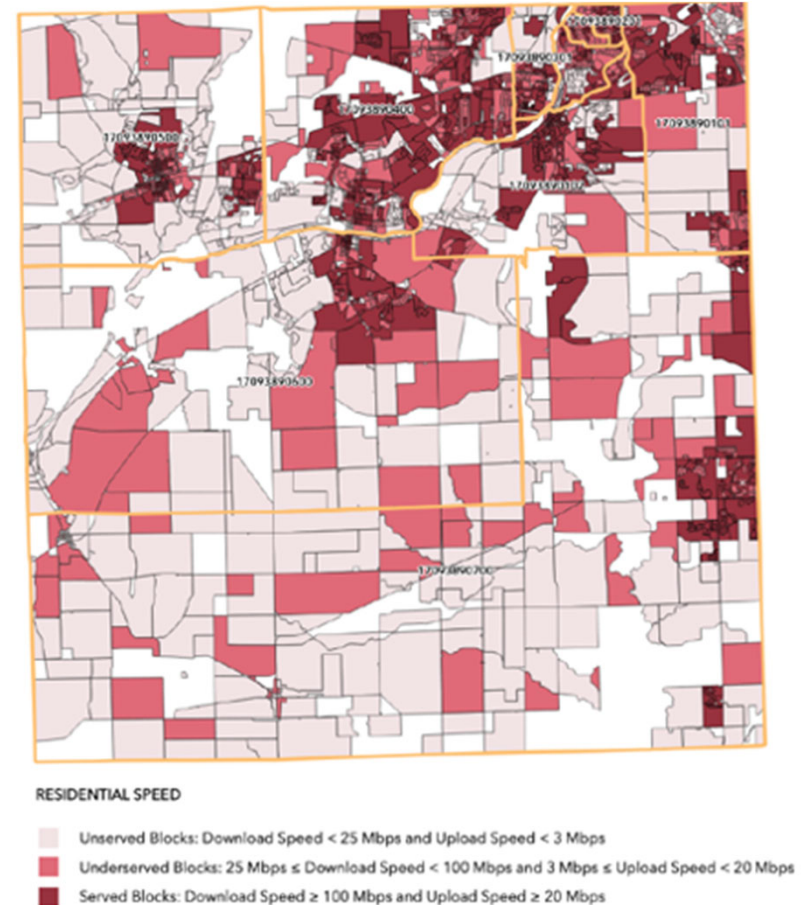 17093890301
17093890400
17093890101
17093890500
17093890600
17093890700
RESIDENTIAL SPEED
Unserved Blocks: Download Speed < 25 Mbps and Upload Speed < 3 Mbps
Underserved Blocks: 25 Mbps ≤ Download Speed < 100 Mbps and 3 Mbps ≤ Upload Speed < 20 Mbps
Served Blocks: Download Speed ≥ 100 Mbps and Upload Speed ≥ 20 Mbps